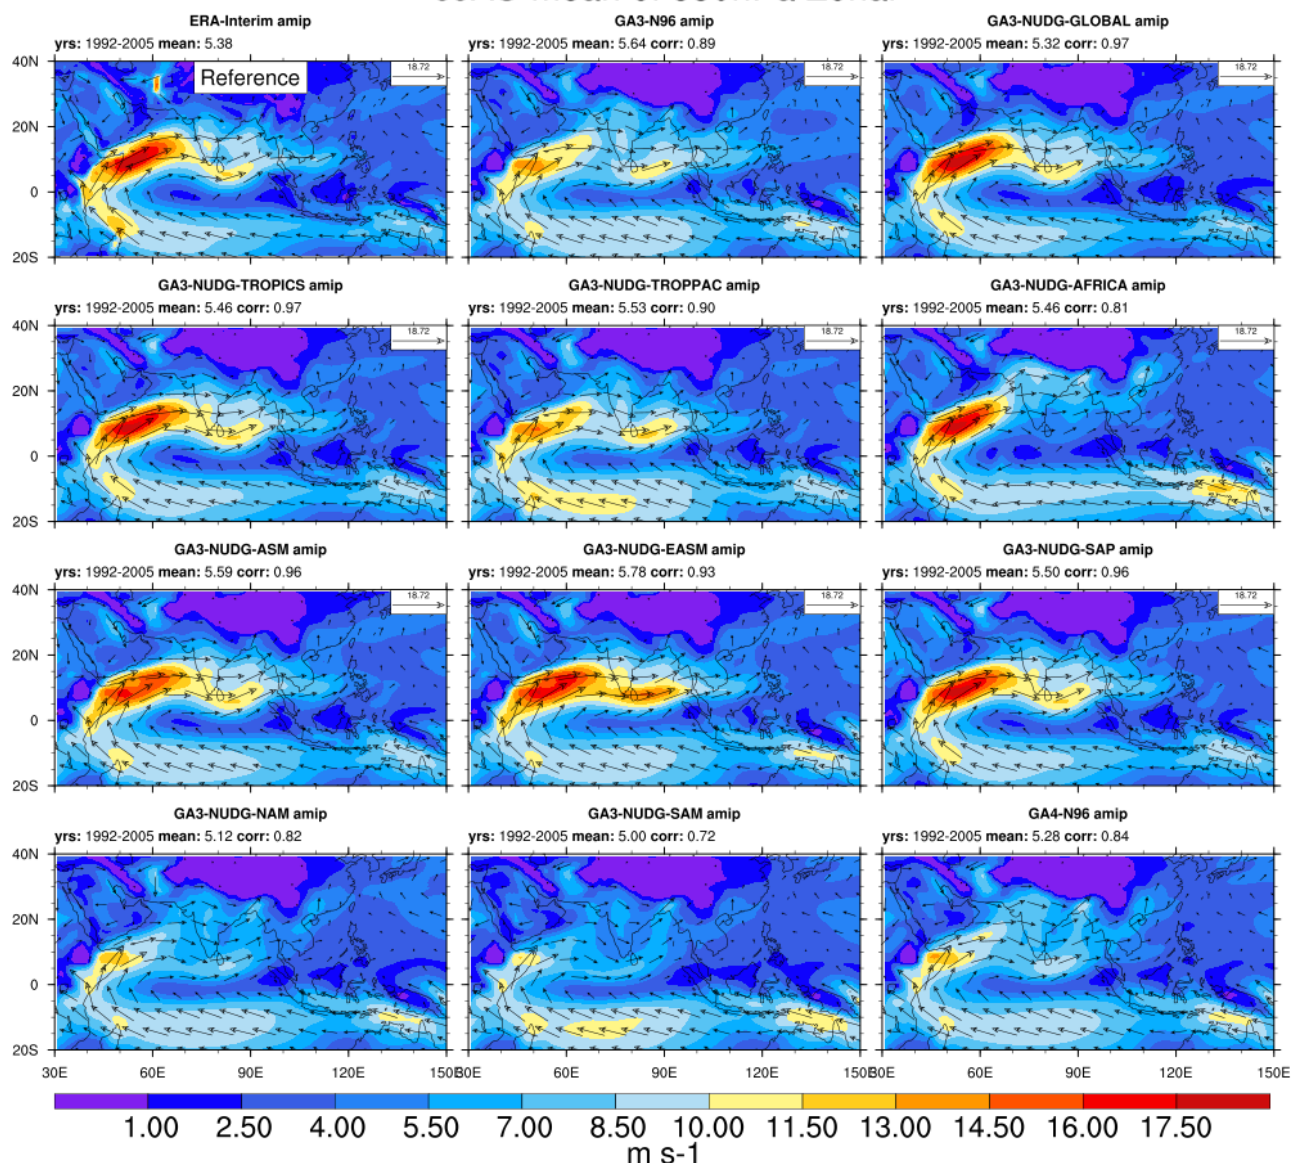 ERA-Interim amip
yrs: 1992-2005 mean: 5.38
GA3-N96 amip
yrs: 1992-2005 mean: 5.64 corr: 0.89
GA3-NUDG-GLOBAL amip
yrs: 1992-2005 mean: 5.32 corr: 0.97
40N
20N
0
20S
Reference
18.72
18.72
18.72
GA3-NUDG-TROPICS amip
yrs: 1992-2005 mean: 5.46 corr: 0.97
GA3-NUDG-TROPPAC amip
yrs: 1992-2005 mean: 5.53 corr: 0.90
GA3-NUDG-AFRICA amip
yrs: 1992-2005 mean: 5.46 corr: 0.81
40N
20N
0
20S
18.72
18.72
18.72
GA3-NUDG-ASM amip
yrs: 1992-2005 mean: 5.59 corr: 0.96
GA3-NUDG-EASM amip
yrs: 1992-2005 mean: 5.78 corr: 0.93
GA3-NUDG-SAP amip
yrs: 1992-2005 mean: 5.50 corr: 0.96
40N
20N
0
20S
18.72
18.72
18.72
GA3-NUDG-NAM amip
yrs: 1992-2005 mean: 5.12 corr: 0.82
GA3-NUDG-SAM amip
yrs: 1992-2005 mean: 5.00 corr: 0.72
GA4-N96 amip
yrs: 1992-2005 mean: 5.28 corr: 0.84
40N
20N
0
20S
18.72
18.72
18.72
30E 60E 90E 120E 60E 90E 120E 60E 90E 120E 150E
1.00 2.50 4.00 5.50 7.00 8.50 10.00 11.50 13.00 14.50 16.00 17.50
m s-1